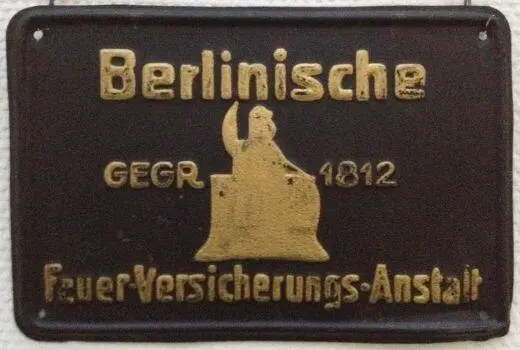 Berlinische
GEGR. 1812
Feuer-Versicherungs-Anstalt